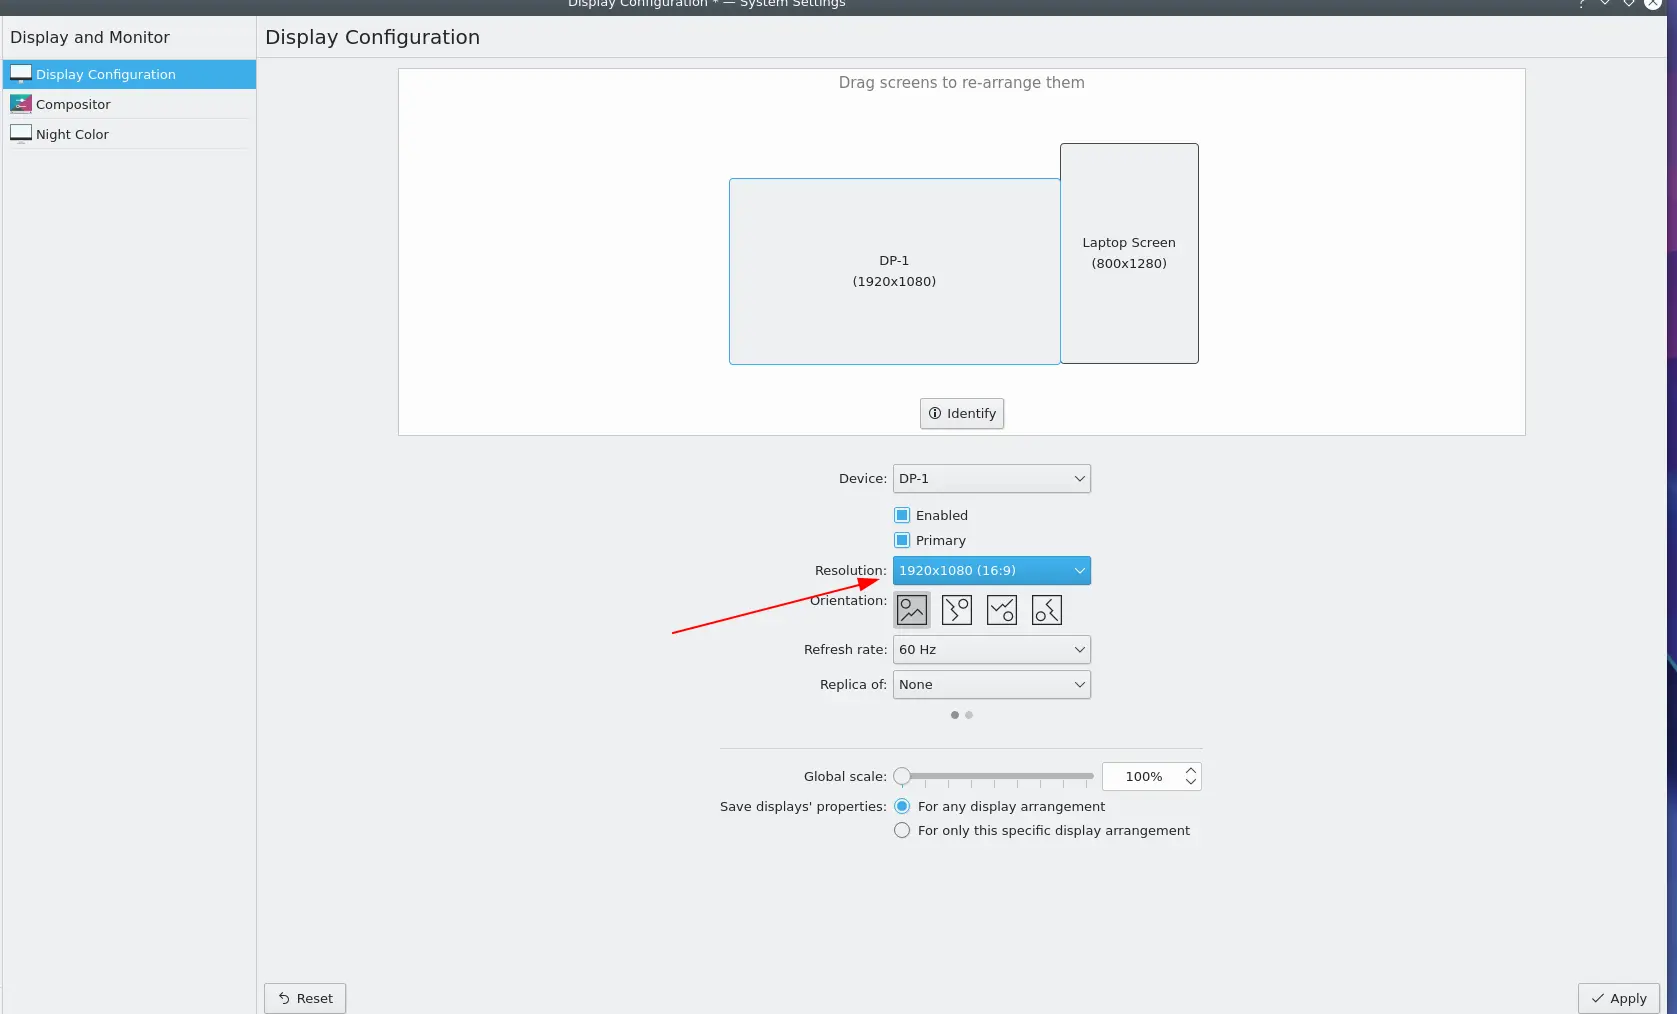 Display Configuration * — System Settings
Display and Monitor
Display Configuration
Compositor
Night Color
Display Configuration
Drag screens to re-arrange them
DP-1
(1920x1080)
Laptop Screen
(800x1280)
Identify
Device: DP-1
Enabled
Primary
Resolution: 1920x1080 (16:9)
Orientation:
Refresh rate: 60 Hz
Replica of: None
Global scale: 100%
Save displays' properties: For any display arrangement
For only this specific display arrangement
Reset
Apply